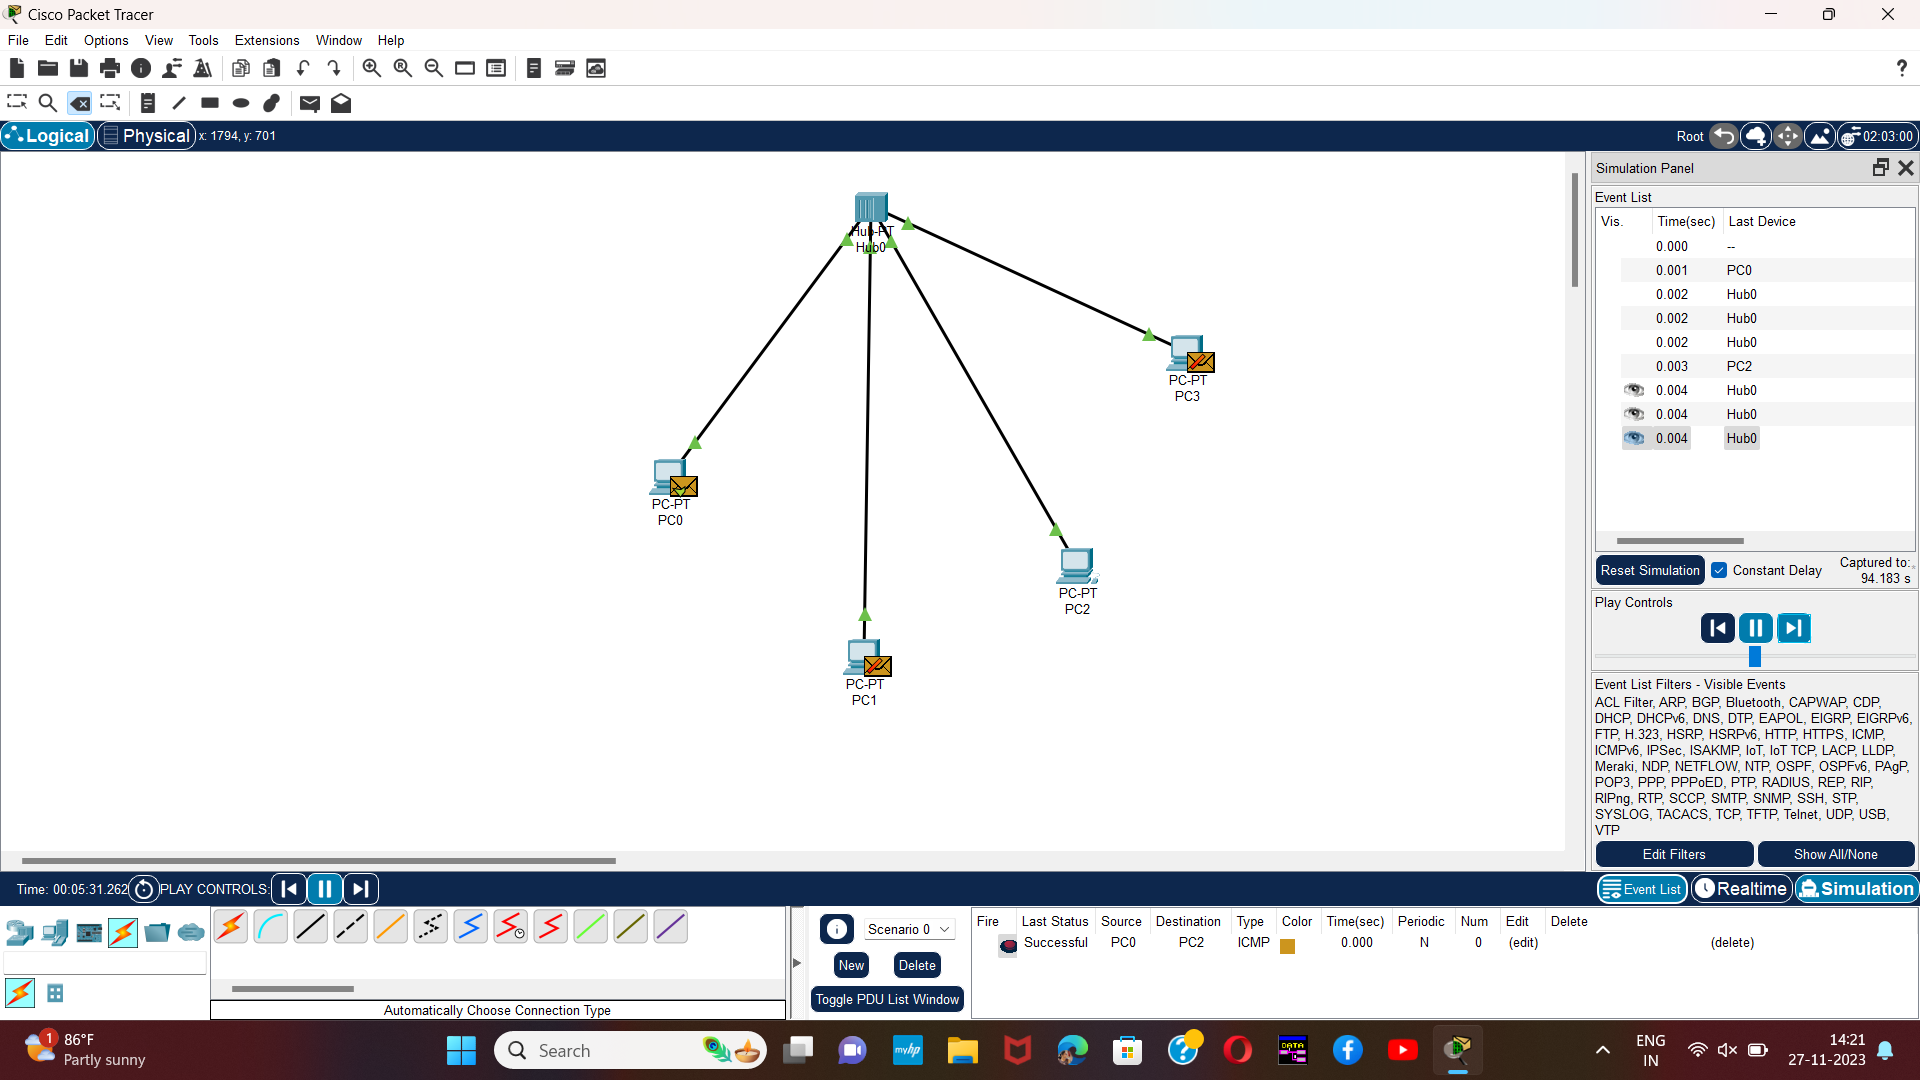 Cisco Packet Tracer
File Edit Options View Tools Extensions Window Help
?
Logical Physical x: 1794, y: 701 Root 02:03:00
Hub-PT
Hub0
PC-PT
PC3
PC-PT
PC0
PC-PT
PC2
PC-PT
PC1
Simulation Panel
Event List
Vis. Time(sec) Last Device
0.000 --
0.001 PC0
0.002 Hub0
0.002 Hub0
0.002 Hub0
0.003 PC2
0.004 Hub0
0.004 Hub0
0.004 Hub0
Reset Simulation Constant Delay Captured to:
94.183 s
Play Controls
Event List Filters - Visible Events
ACL Filter, ARP, BGP, Bluetooth, CAPWAP, CDP,
DHCP, DHCPv6, DNS, DTP, EAPOL, EIGRP, EIGRPv6,
FTP, H.323, HSRP, HSRPv6, HTTP, HTTPS, ICMP,
ICMPv6, IPSec, ISAKMP, IoT, IoT TCP, LACP, LLDP,
Meraki, NDP, NETFLOW, NTP, OSPF, OSPFv6, PAgP,
POP3, PPP, PPPoED, PTP, RADIUS, REP, RIP,
RIPng, RTP, SCCP, SMTP, SNMP, SSH, STP,
SYSLOG, TACACS, TCP, TFTP, Telnet, UDP, USB,
VTP
Edit Filters Show All/None
Time: 00:05:31.262 PLAY CONTROLS: Event List Realtime Simulation
Automatically Choose Connection Type
Scenario 0
New Delete
Toggle PDU List Window
Fire Last Status Source Destination Type Color Time(sec) Periodic Num Edit Delete
Successful PC0 PC2 ICMP 0.000 N 0 (edit) (delete)
1
86°F
Partly sunny
Search
myhp
DATA
ENG
IN
14:21
27-11-2023